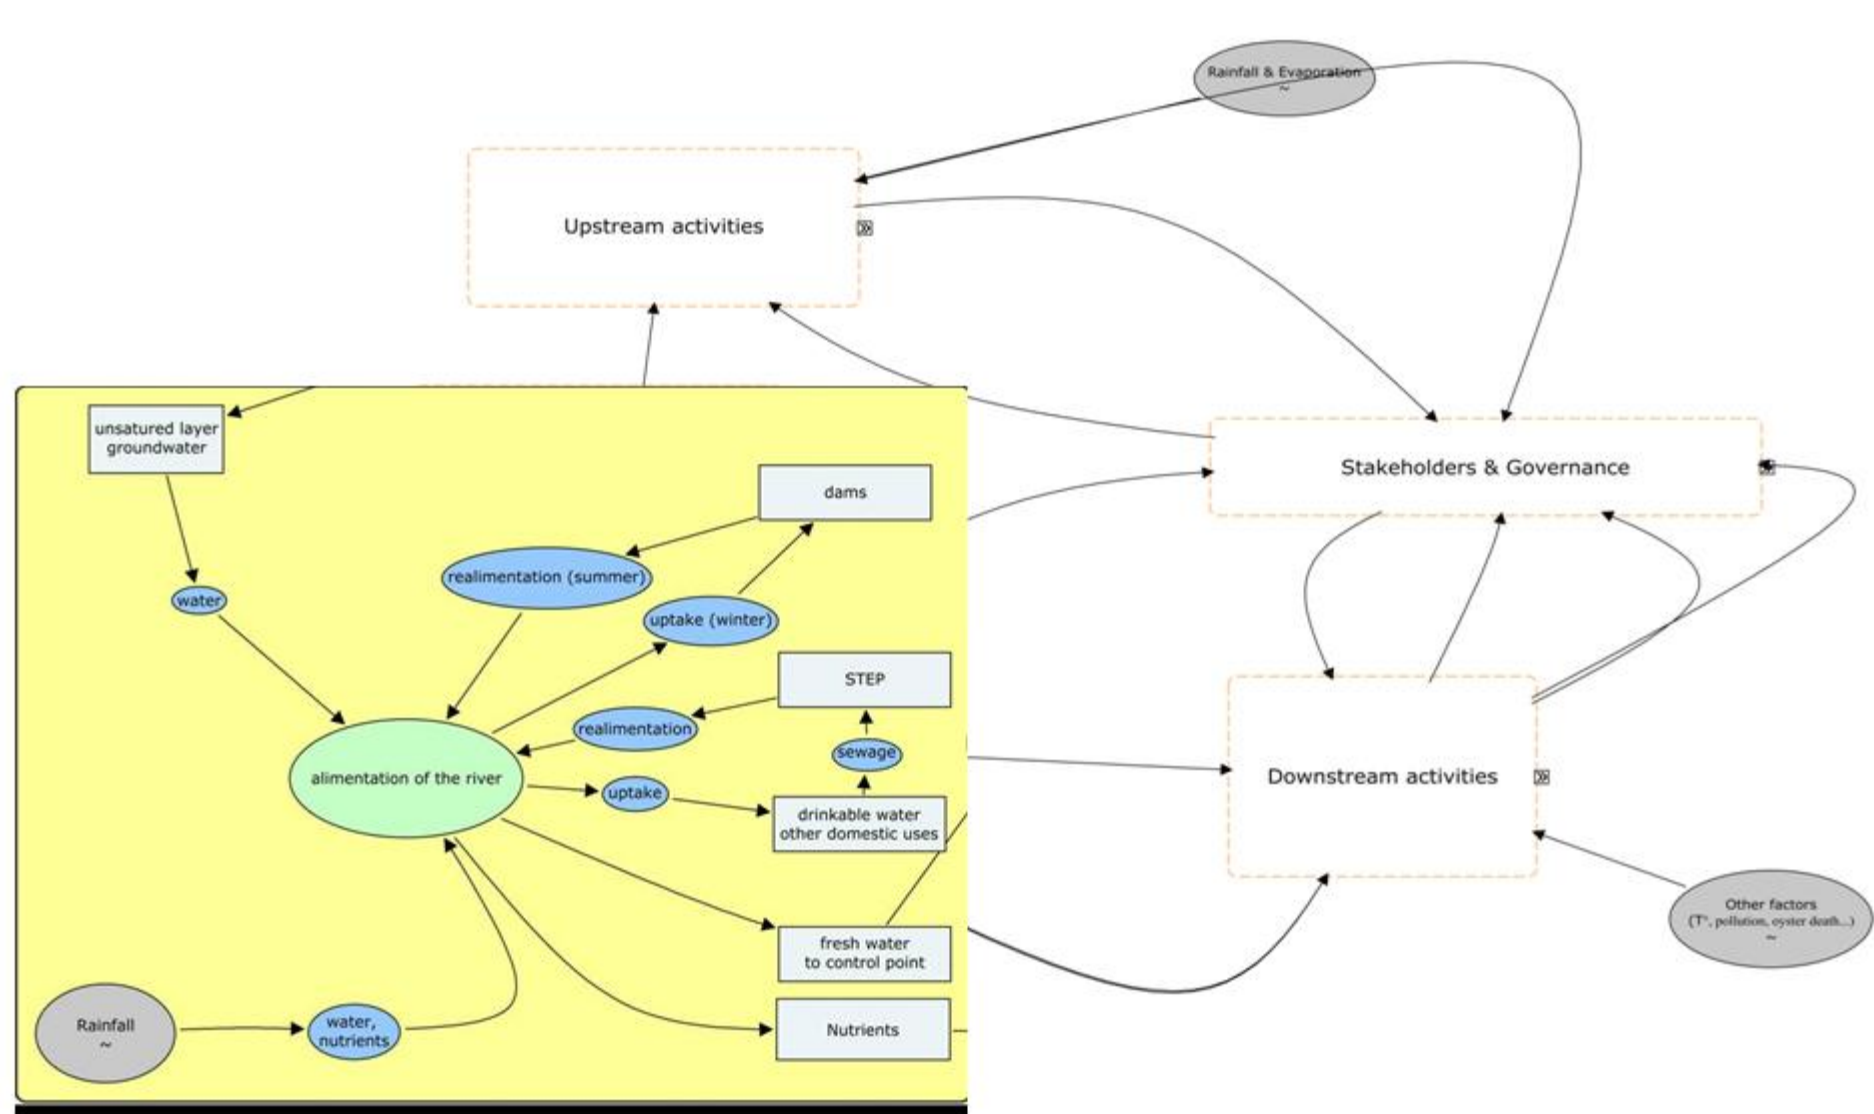 Rainfall & Evaporation
~
Upstream activities
Stakeholders & Governance
Downstream activities
Other factors
(T°, pollution, oyster death...)
~
unsatured layer
groundwater
dams
realimentation (summer)
water
uptake (winter)
STEP
realimentation
sewage
alimentation of the river
uptake
drinkable water
other domestic uses
fresh water
to control point
Rainfall
~
water,
nutrients
Nutrients